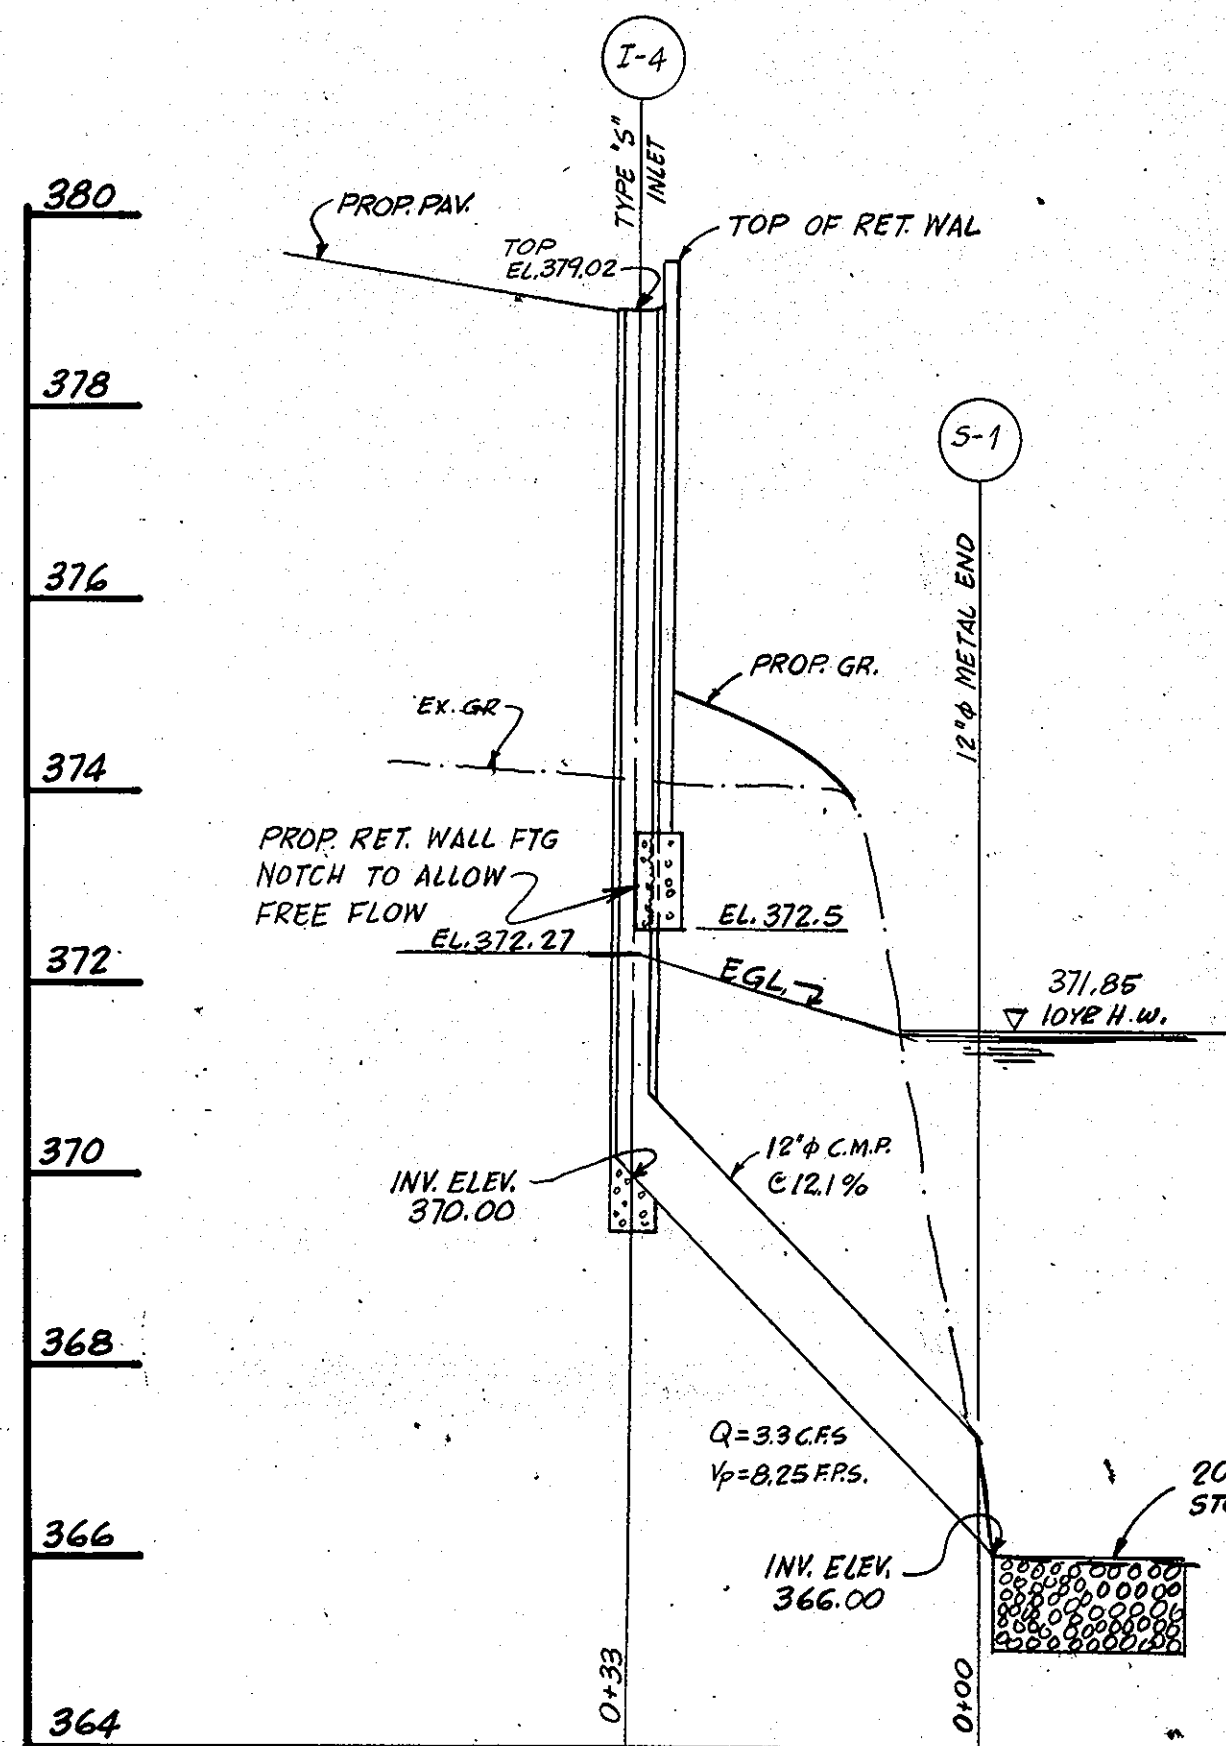 I-4
TYPE "S"
INLET
380
PROP. PAV.
TOP OF RET. WAL
TOP
EL.379.02
378
S-1
12"φ METAL END
376
PROP. GR.
EX. GR
374
PROP. RET. WALL FTG
NOTCH TO ALLOW
FREE FLOW
EL. 372.5
EL.372.27
372
EGL
371.85
10YR H.W.
370
12"φ C.M.P.
@ 12.1%
INV. ELEV.
370.00
368
Q=3.3 C.F.S
Vp=8.25 F.P.S.
20
STO
366
INV. ELEV.
366.00
0+33
0+00
364